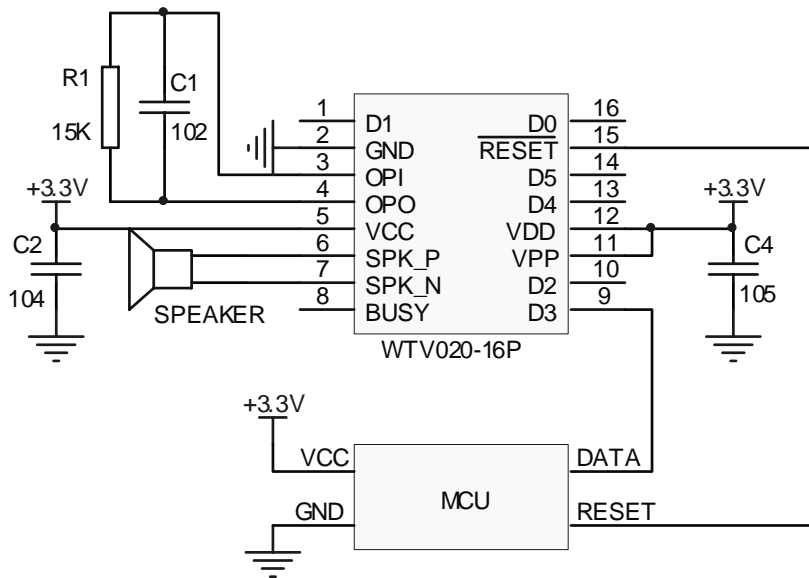 R1
15K
C1
102
1
D1
D0
16
2
GND
RESET
15
3
OPI
D5
14
4
OPO
D4
13
+3.3V
5
VCC
VDD
12
+3.3V
6
SPK_P
VPP
11
C2
104
7
SPK_N
D2
10
C4
105
8
BUSY
D3
9
SPEAKER
WTV020-16P
+3.3V
VCC
DATA
MCU
GND
RESET